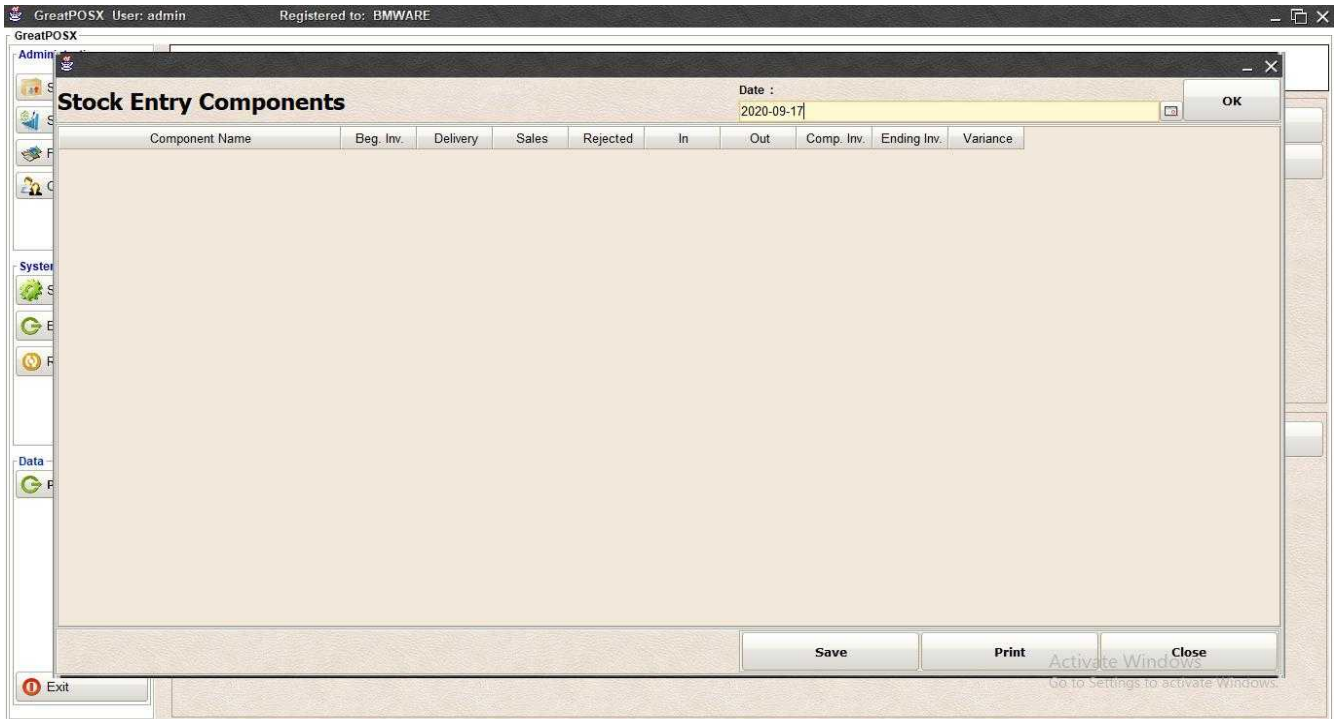 GreatPOSX User: admin Registered to: BMWARE
GreatPOSX
Stock Entry Components
Date :
2020-09-17
OK
Component Name Beg. Inv. Delivery Sales Rejected In Out Comp. Inv. Ending Inv. Variance
Data
Save Print Close
Activate Windows
Go to Settings to activate Windows.
Exit